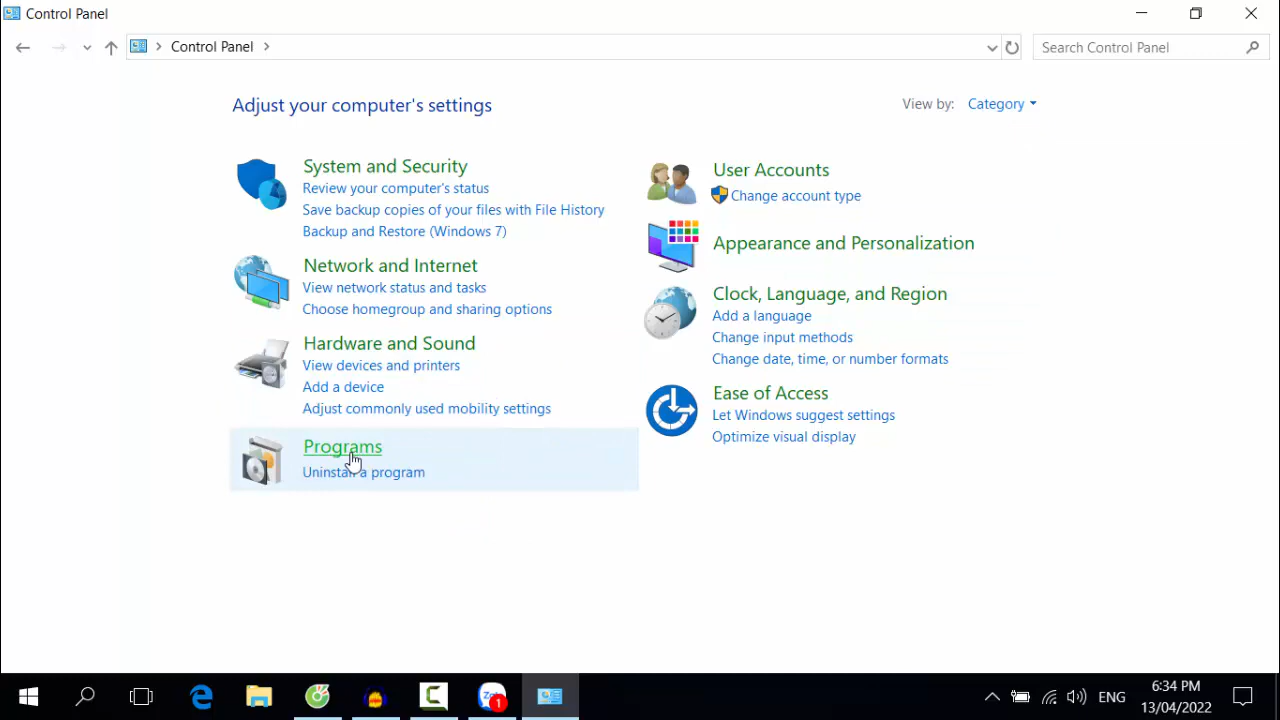 Control Panel
Control Panel
Search Control Panel
Adjust your computer's settings
View by: Category
System and Security
Review your computer's status
Save backup copies of your files with File History
Backup and Restore (Windows 7)
Network and Internet
View network status and tasks
Choose homegroup and sharing options
Hardware and Sound
View devices and printers
Add a device
Adjust commonly used mobility settings
Programs
Uninstall a program
User Accounts
Change account type
Appearance and Personalization
Clock, Language, and Region
Add a language
Change input methods
Change date, time, or number formats
Ease of Access
Let Windows suggest settings
Optimize visual display
1
ENG
6:34 PM
13/04/2022